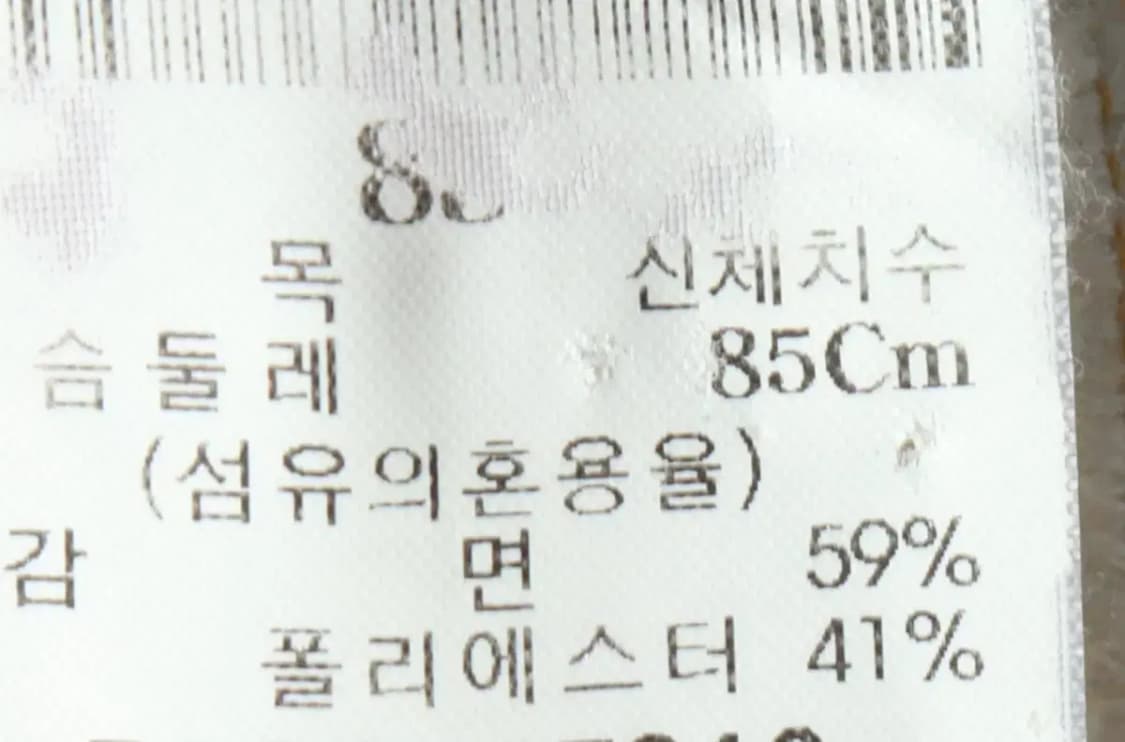 목 신체치수
슴 둘 레 85Cm
(섬유의혼용율)
감 면 59%
폴리에스터 41%